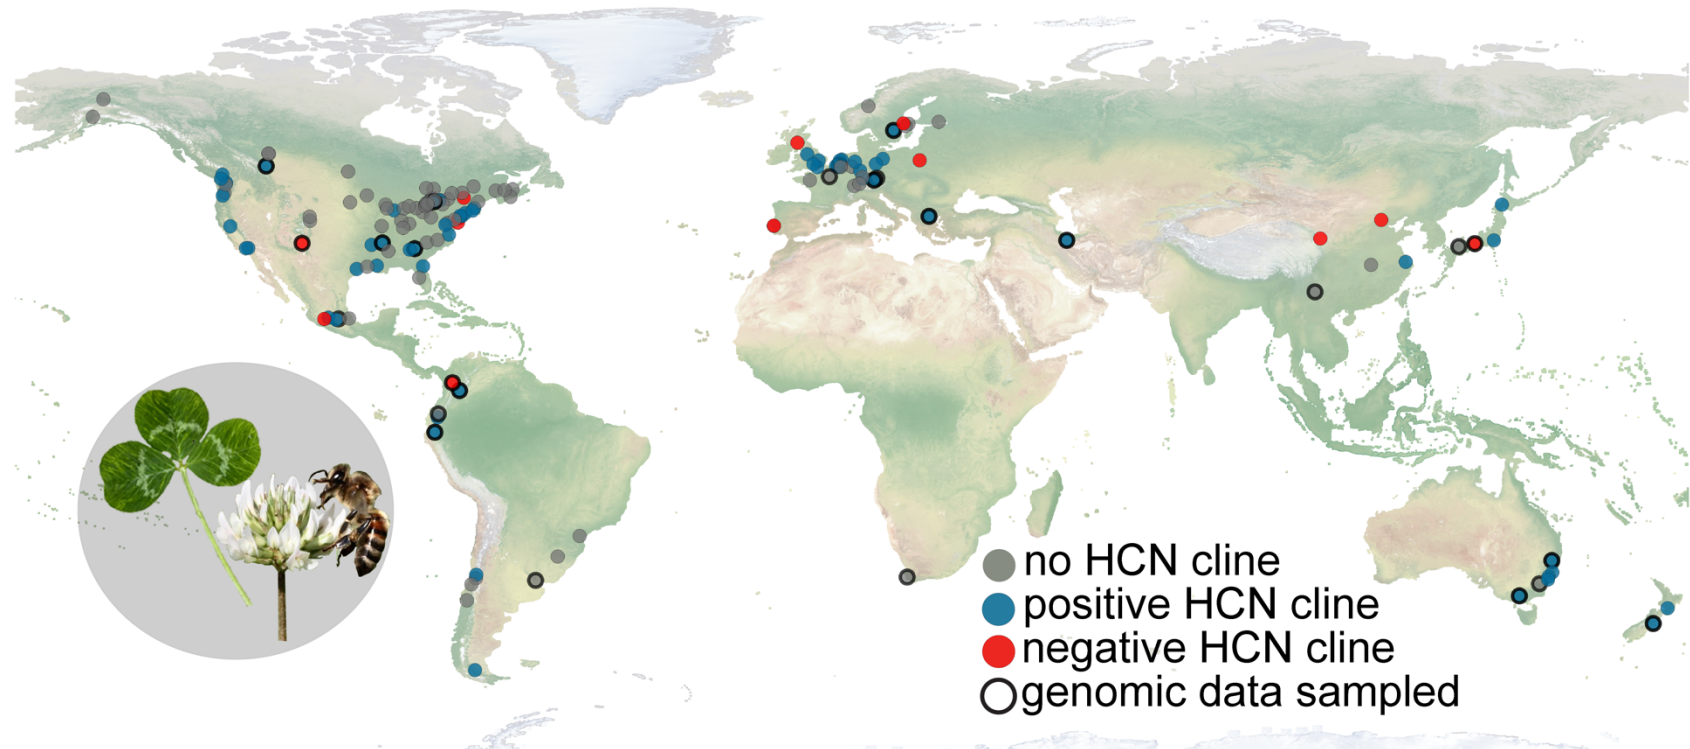 no HCN cline
positive HCN cline
negative HCN cline
genomic data sampled